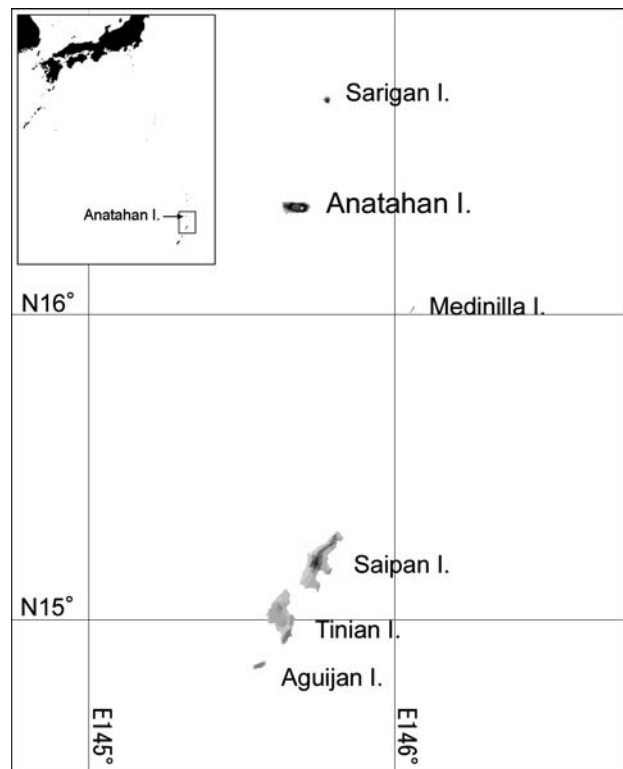 Sarigan I.
Anatahan I.
Anatahan I.
N16°
Medinilla I.
Saipan I.
N15°
Tinian I.
Aguijan I.
E145°
E146°